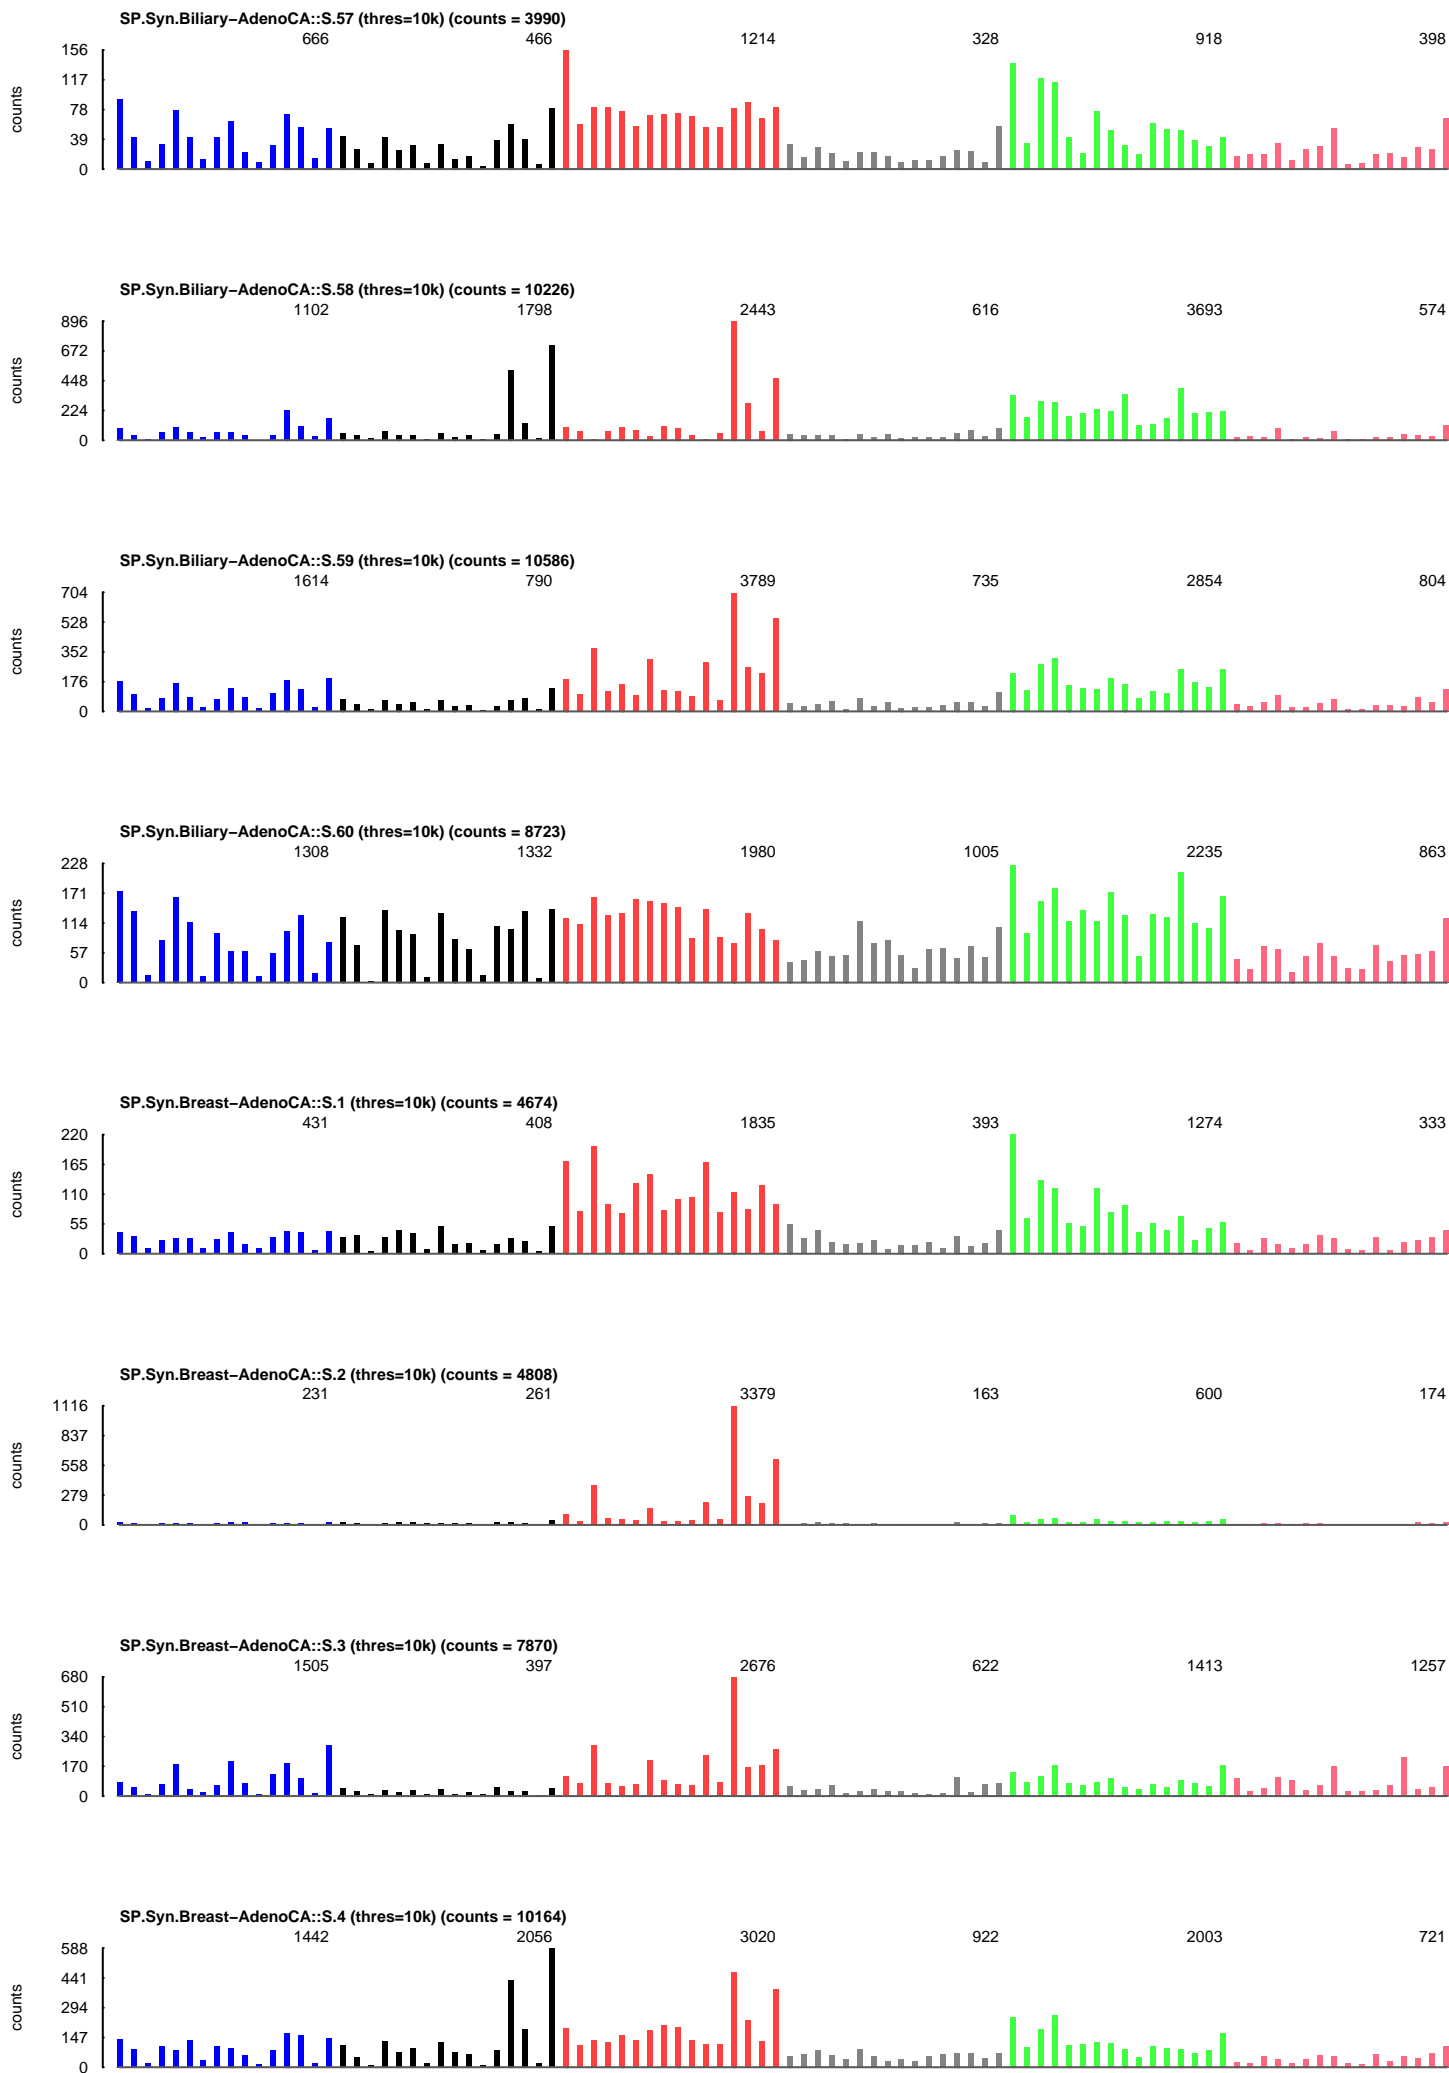 SP.Syn.Biliary−AdenoCA::S.57 (thres=10k) (counts = 3990)
666 466 1214 328 918 398
156
117
78
39
0
counts
SP.Syn.Biliary−AdenoCA::S.58 (thres=10k) (counts = 10226)
1102 1798 2443 616 3693 574
896
672
448
224
0
counts
SP.Syn.Biliary−AdenoCA::S.59 (thres=10k) (counts = 10586)
1614 790 3789 735 2854 804
704
528
352
176
0
counts
SP.Syn.Biliary−AdenoCA::S.60 (thres=10k) (counts = 8723)
1308 1332 1980 1005 2235 863
228
171
114
57
0
counts
SP.Syn.Breast−AdenoCA::S.1 (thres=10k) (counts = 4674)
431 408 1835 393 1274 333
220
165
110
55
0
counts
SP.Syn.Breast−AdenoCA::S.2 (thres=10k) (counts = 4808)
231 261 3379 163 600 174
1116
837
558
279
0
counts
SP.Syn.Breast−AdenoCA::S.3 (thres=10k) (counts = 7870)
1505 397 2676 622 1413 1257
680
510
340
170
0
counts
SP.Syn.Breast−AdenoCA::S.4 (thres=10k) (counts = 10164)
1442 2056 3020 922 2003 721
588
441
294
147
0
counts